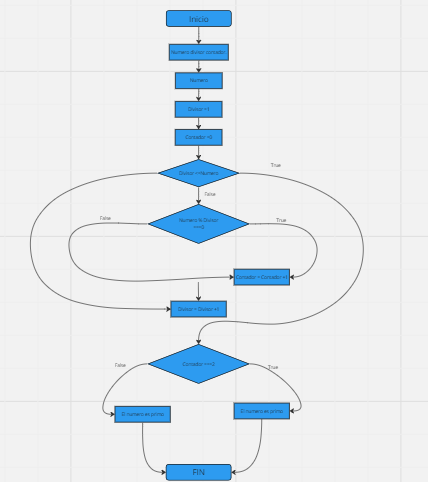 Inicio
Numero divisor contador
Numero
Divisor =1
Contador =0
Divisor <=Numero
True
False
Numero % Divisor
==0
False
True
Contador = Contador +1
Divisor = Divisor +1
Contador ==2
False
True
El numero es primo
El numero es primo
FIN